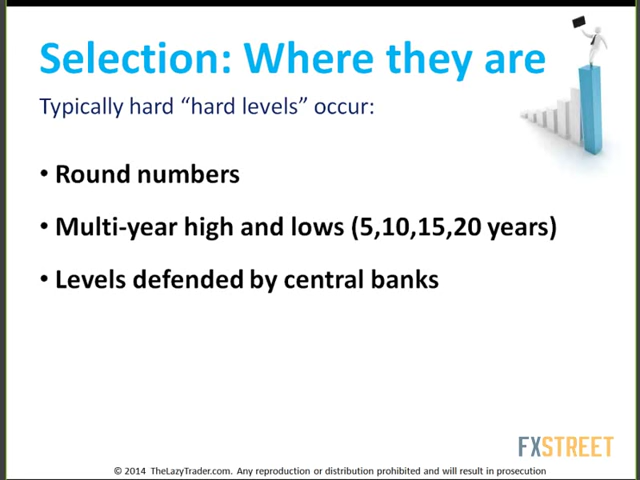 Selection: Where they are
Typically hard “hard levels” occur:
• Round numbers
• Multi-year high and lows (5,10,15,20 years)
• Levels defended by central banks
FXSTREET
© 2014 TheLazyTrader.com. Any reproduction or distribution prohibited and will result in prosecution